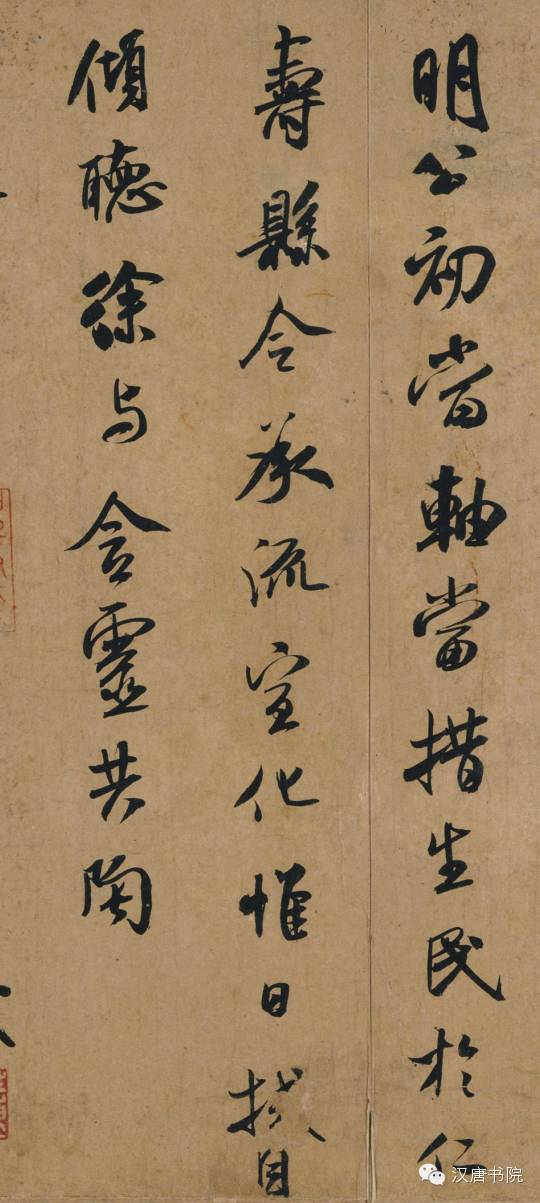 明公初當軸當措生民於仁
壽縣令承流宣化惟日拭目
傾聽徐与含靈共陶
汉唐书院